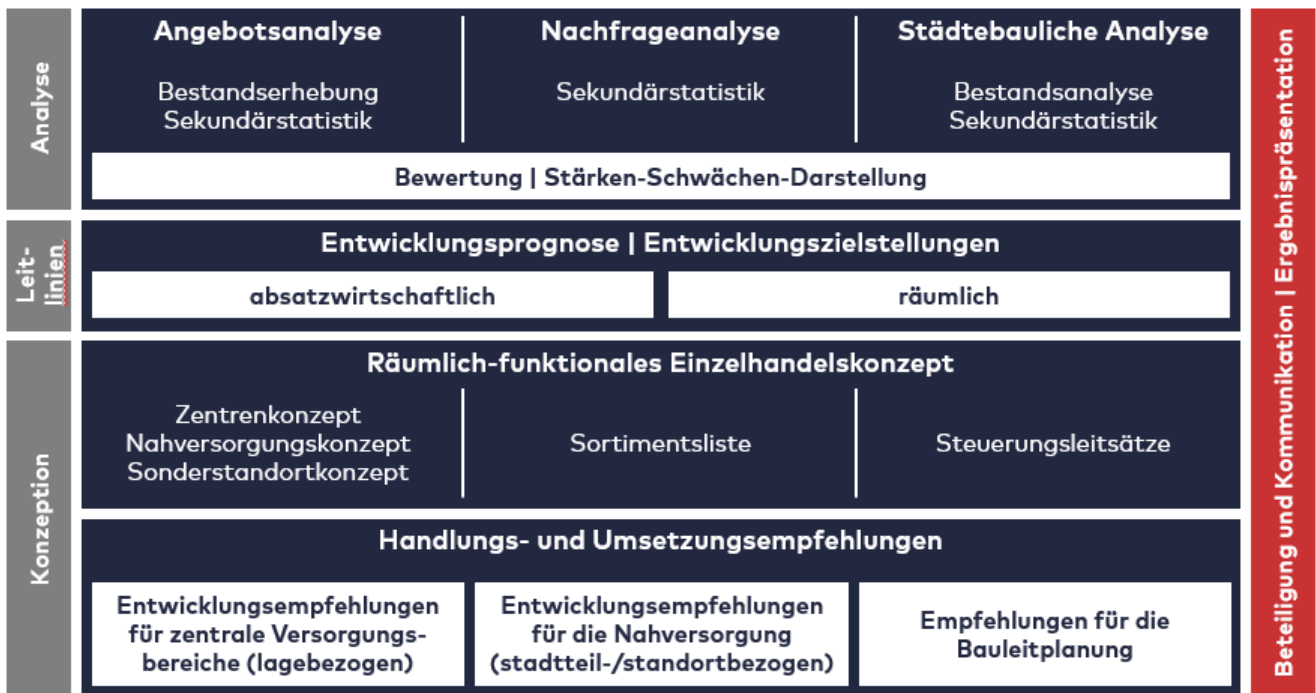 Analyse
Angebotsanalyse
Bestandserhebung
Sekundärstatistik
Nachfrageanalyse
Sekundärstatistik
Städtebauliche Analyse
Bestandsanalyse
Sekundärstatistik
Bewertung | Stärken-Schwächen-Darstellung
Leit-
linien
Entwicklungsprognose | Entwicklungszielstellungen
absatzwirtschaftlich
räumlich
Konzeption
Räumlich-funktionales Einzelhandelskonzept
Zentrenkonzept
Nahversorgungskonzept
Sonderstandortkonzept
Sortimentsliste
Steuerungsleitsätze
Handlungs- und Umsetzungsempfehlungen
Entwicklungsempfehlungen
für zentrale Versorgungs-
bereiche (lagebezogen)
Entwicklungsempfehlungen
für die Nahversorgung
(stadtteil-/standortbezogen)
Empfehlungen für die
Bauleitplanung
Beteiligung und Kommunikation | Ergebnispräsentation